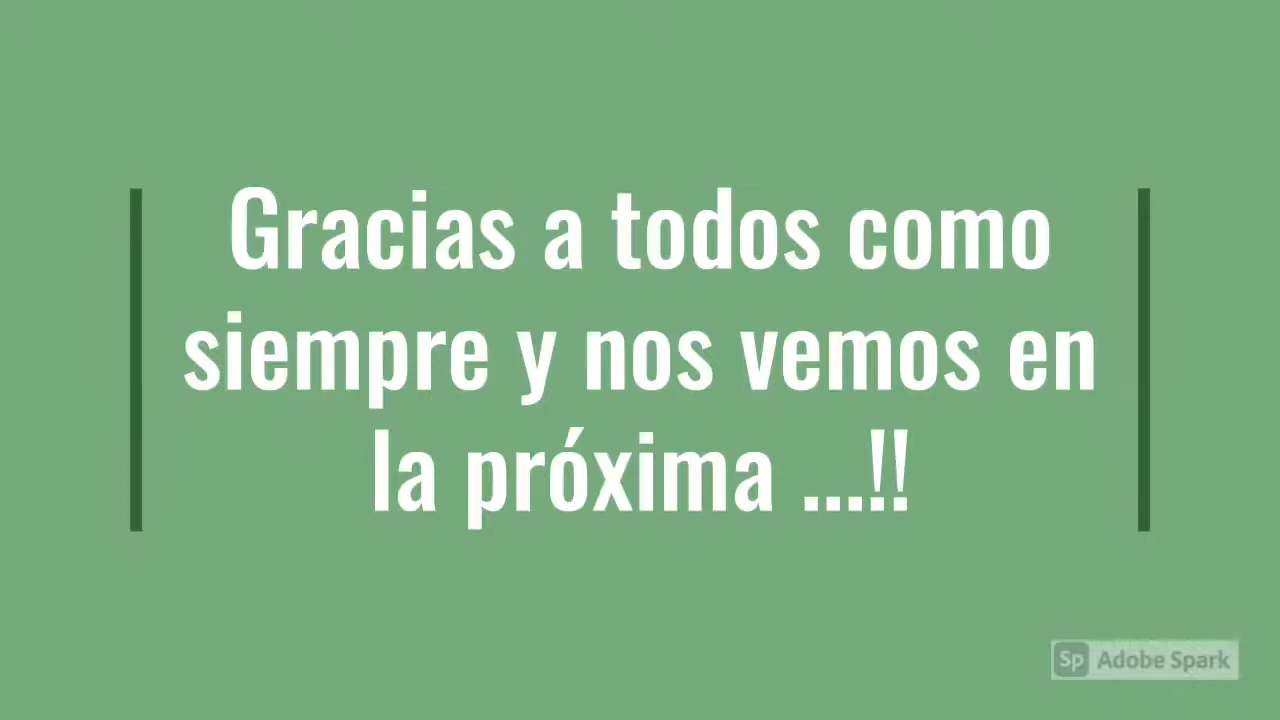 Gracias a todos como
siempre y nos vemos en
la próxima ...!!
Sp Adobe Spark